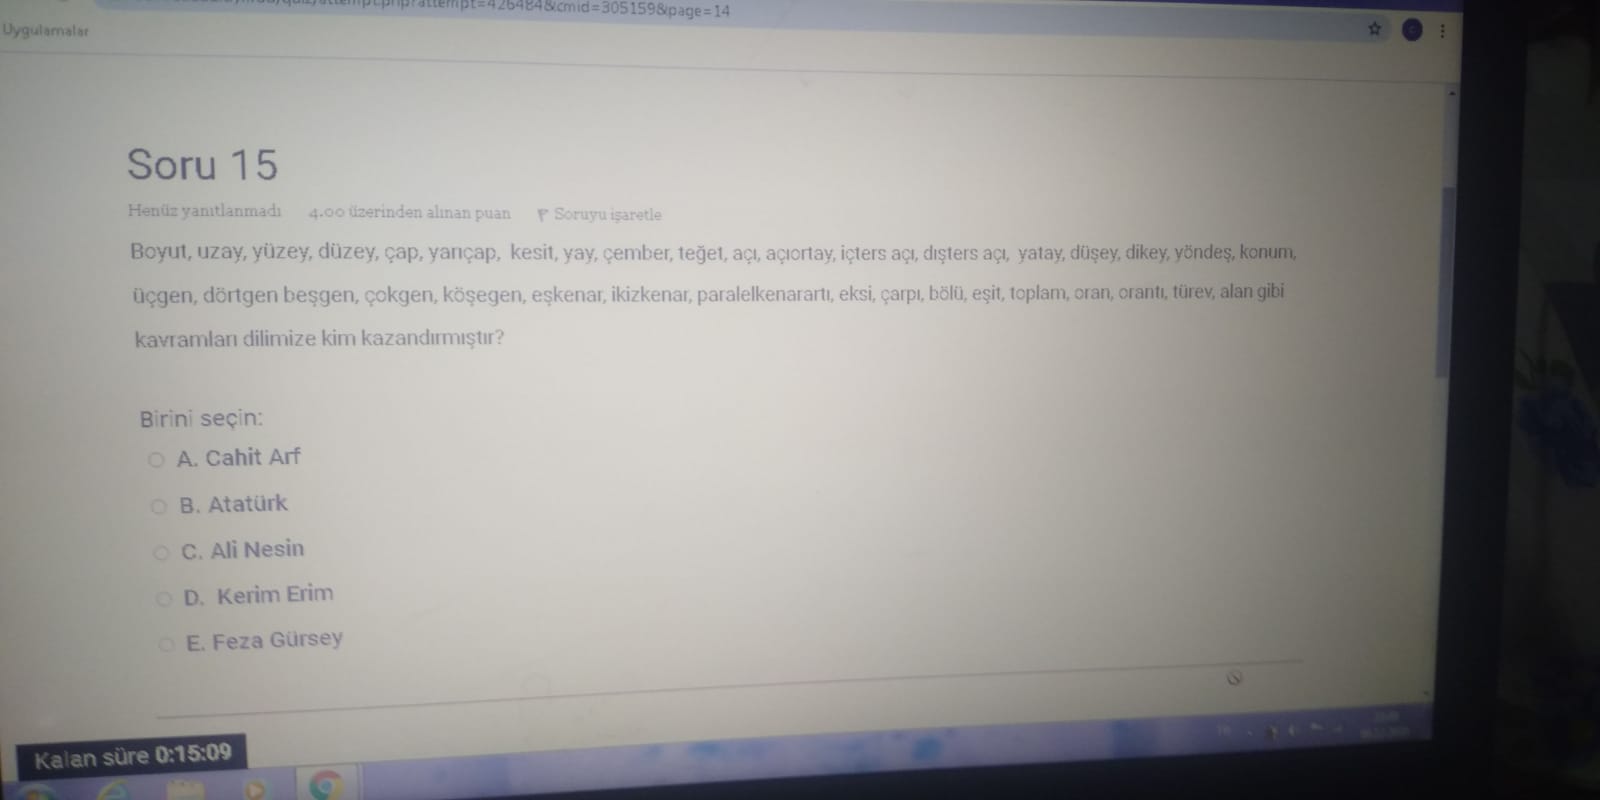 attempt.php?attempt=426484&cmid=305159&page=14
Uygulamalar
Soru 15
Henüz yanıtlanmadı 4.00 üzerinden alınan puan Soruyu işaretle
Boyut, uzay, yüzey, düzey, çap, yarıçap, kesit, yay, çember, teğet, açı, açıortay, içters açı, dışters açı, yatay, düşey, dikey, yöndeş, konum,
üçgen, dörtgen beşgen, çokgen, köşegen, eşkenar, ikizkenar, paralelkenarartı, eksi, çarpı, bölü, eşit, toplam, oran, orantı, türev, alan gibi
kavramları dilimize kim kazandırmıştır?
Birini seçin:
A. Cahit Arf
B. Atatürk
C. Ali Nesin
D. Kerim Erim
E. Feza Gürsey
Kalan süre 0:15:09